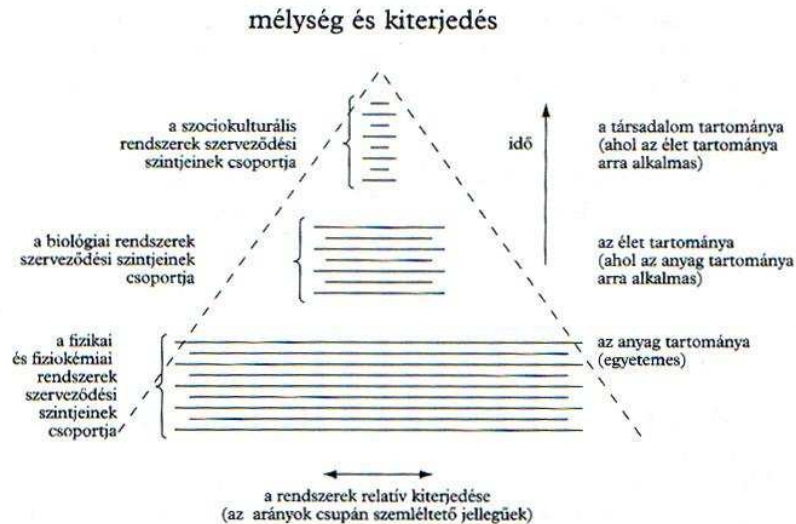 mélység és kiterjedés
a szociokulturális
rendszerek szerveződési
szintjeinek csoportja
idő
a társadalom tartománya
(ahol az élet tartománya
arra alkalmas)
a biológiai rendszerek
szerveződési szintjeinek
csoportja
az élet tartománya
(ahol az anyag tartománya
arra alkalmas)
a fizikai
és fiziokémiai
rendszerek
szerveződési
szintjeinek
csoportja
az anyag tartománya
(egyetemes)
a rendszerek relatív kiterjedése
(az arányok csupán szemléltető jellegűek)